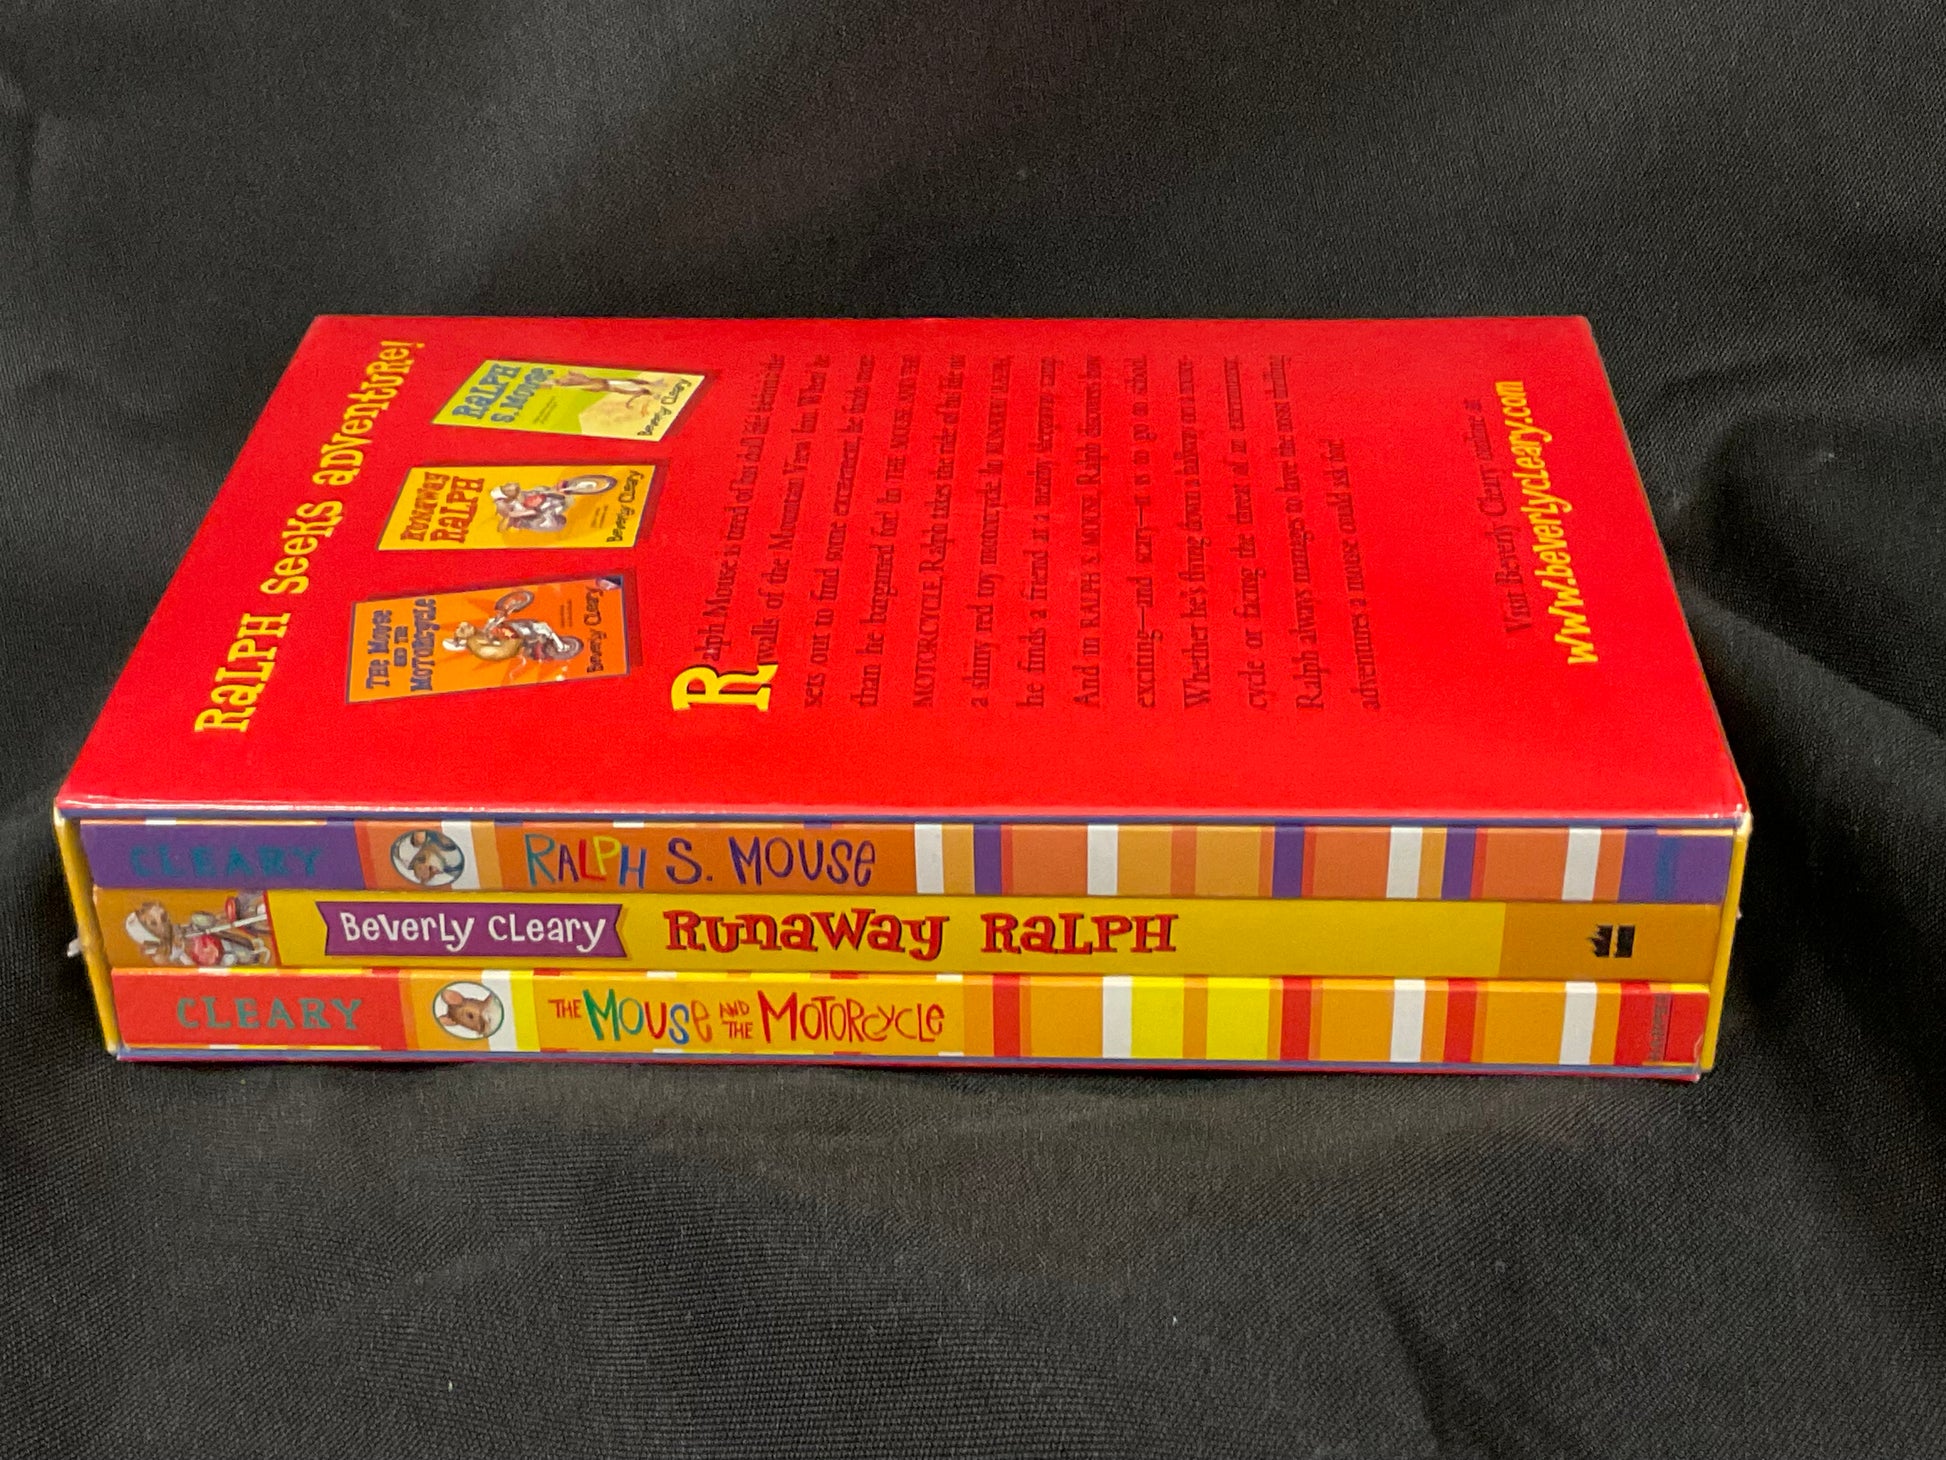 Ralph Seeks Adventure!
The Mouse
and the
Motorcycle
Beverly Cleary
Runaway
Ralph
Beverly Cleary
Ralph
S. Mouse
Beverly Cleary
Ralph Mouse is tired of his dull life behind the
walls of the Mountain View Inn. When he
sets out to find some excitement, he finds more
than he bargained for! In THE MOUSE AND THE
MOTORCYCLE, Ralph takes the ride of his life on
a shiny red toy motorcycle. In RUNAWAY RALPH,
he finds a friend at a nearby sleepaway camp.
And in RALPH S. MOUSE, Ralph discovers how
exciting—and scary—it is to go to school.
Whether he's flying down a hallway on a motor-
cycle or facing the threat of an exterminator,
Ralph always manages to have the most thrilling
adventures a mouse could ask for!
Visit Beverly Cleary online at
www.beverlycleary.com
CLEARY RALPH S. MOUSE
Beverly Cleary Runaway Ralph
CLEARY THE MOUSE AND THE MOTORCYCLE